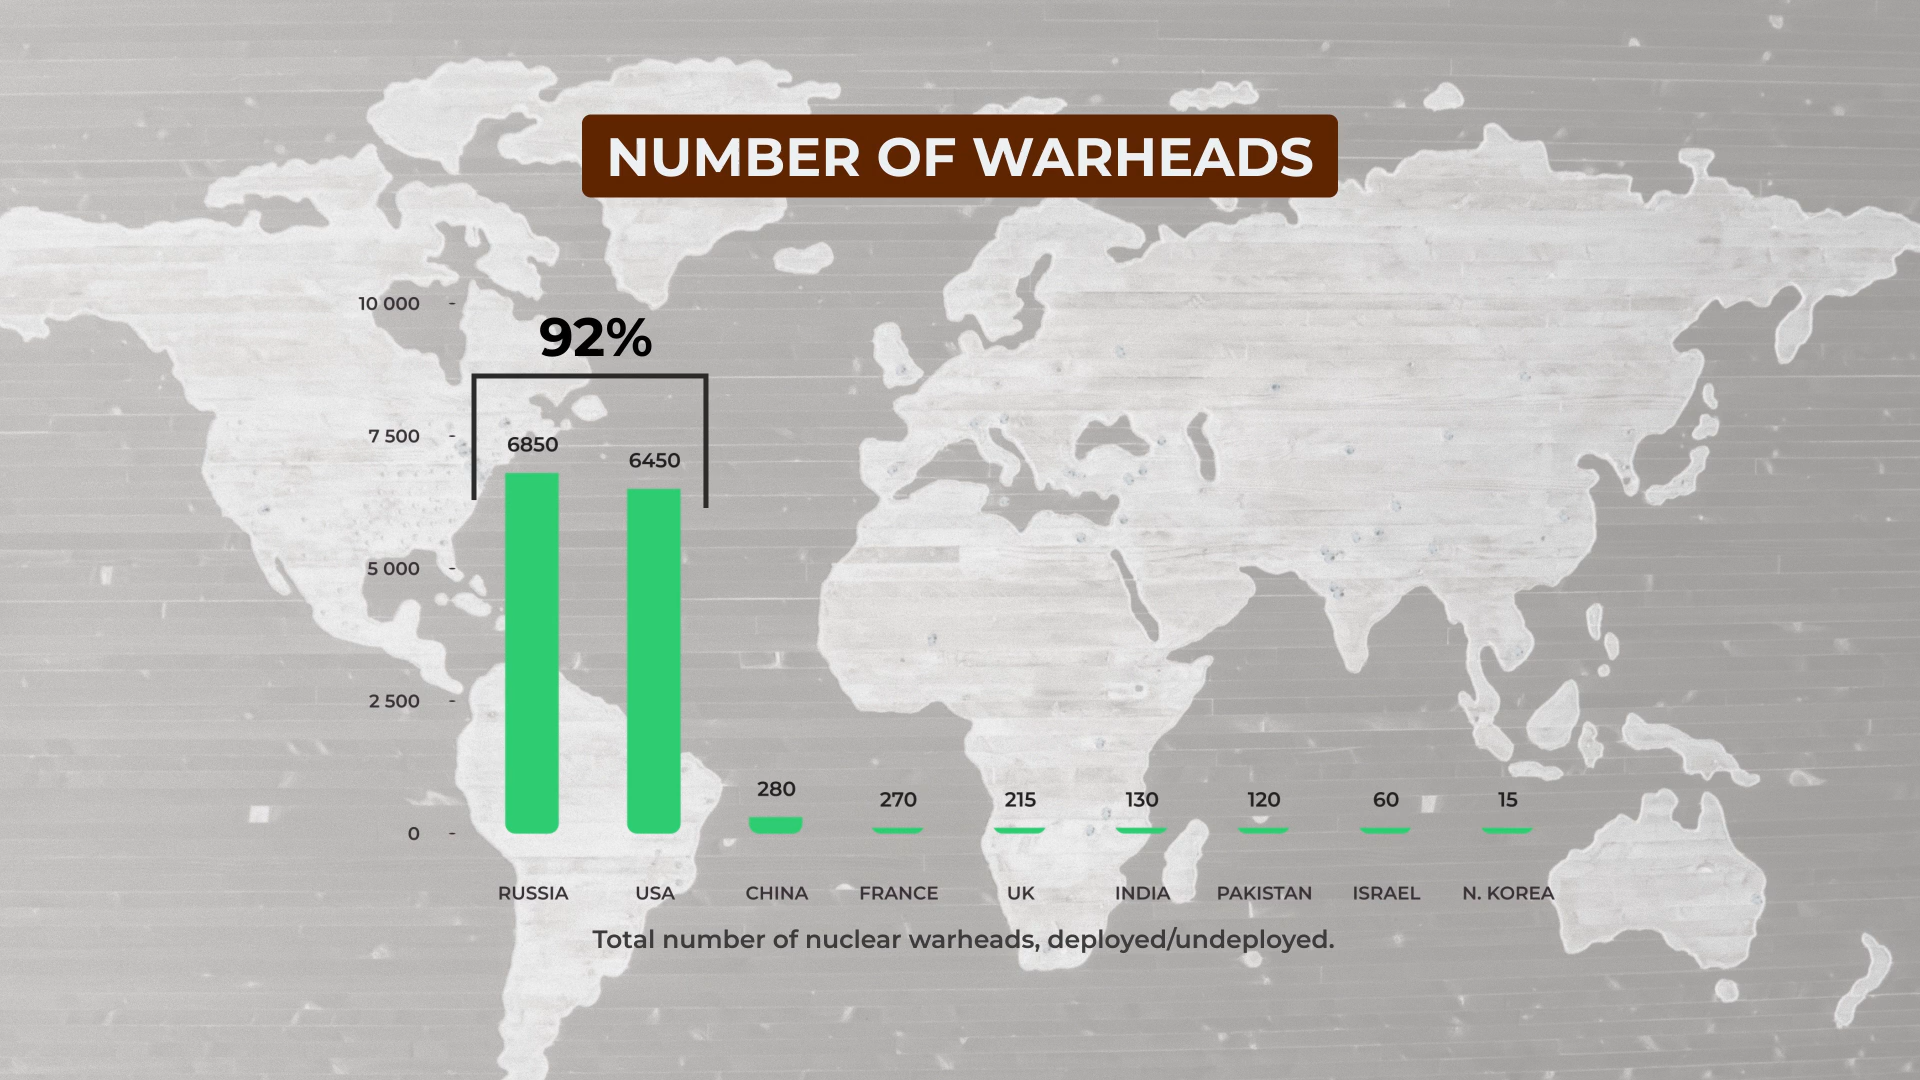 NUMBER OF WARHEADS
10 000 -
92%
7 500 -
6850
6450
5 000 -
2 500 -
280
270
215
130
120
60
15
0 -
RUSSIA
USA
CHINA
FRANCE
UK
INDIA
PAKISTAN
ISRAEL
N. KOREA
Total number of nuclear warheads, deployed/undeployed.